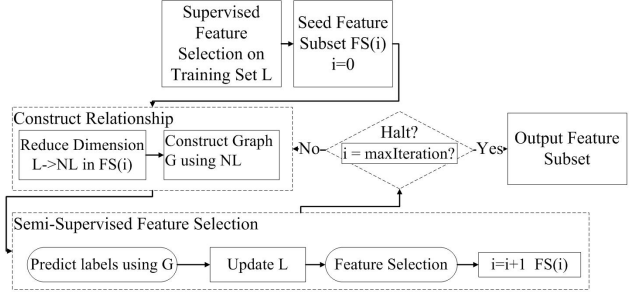 Supervised
Feature
Selection on
Training Set L
Seed Feature
Subset FS(i)
i=0
Construct Relationship
Reduce Dimension
L->NL in FS(i)
Construct Graph
G using NL
No
Halt?
i = maxIteration?
Yes
Output Feature
Subset
Semi-Supervised Feature Selection
Predict labels using G
Update L
Feature Selection
i=i+1 FS(i)